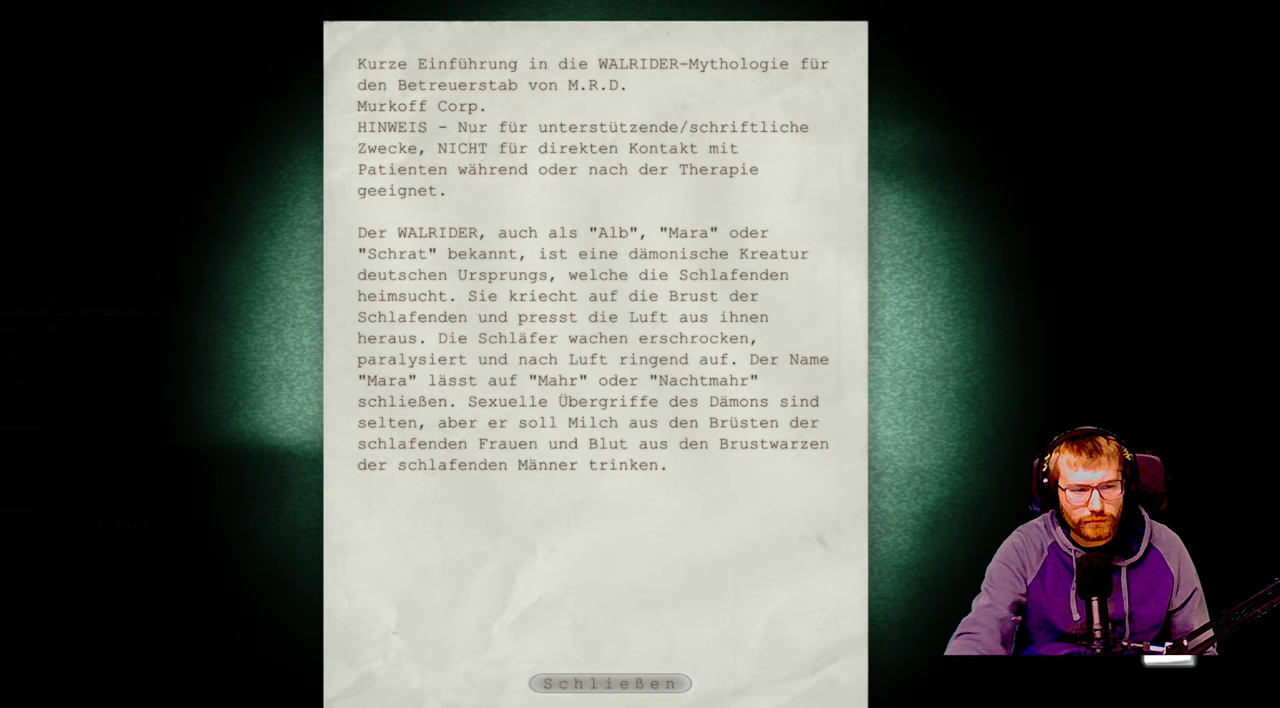 Kurze Einführung in die WALRIDER-Mythologie für
den Betreuerstab von M.R.D.
Murkoff Corp.
HINWEIS - Nur für unterstützende/schriftliche
Zwecke, NICHT für direkten Kontakt mit
Patienten während oder nach der Therapie
geeignet.
Der WALRIDER, auch als "Alb", "Mara" oder
"Schrat" bekannt, ist eine dämonische Kreatur
deutschen Ursprungs, welche die Schlafenden
heimsucht. Sie kriecht auf die Brust der
Schlafenden und presst die Luft aus ihnen
heraus. Die Schläfer wachen erschrocken,
paralysiert und nach Luft ringend auf. Der Name
"Mara" lässt auf "Mahr" oder "Nachtmahr"
schließen. Sexuelle Übergriffe des Dämons sind
selten, aber er soll Milch aus den Brüsten der
schlafenden Frauen und Blut aus den Brustwarzen
der schlafenden Männer trinken.
Schließen